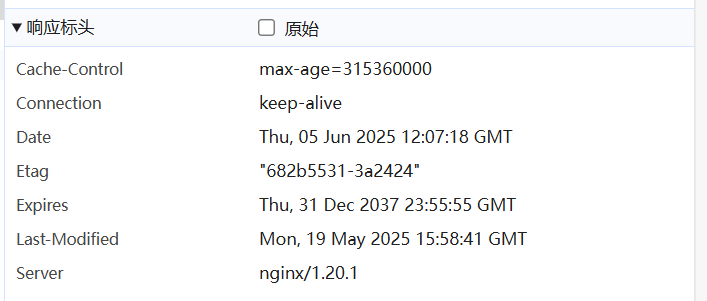 ▼ 响应标头 ☐ 原始
Cache-Control max-age=315360000
Connection keep-alive
Date Thu, 05 Jun 2025 12:07:18 GMT
Etag "682b5531-3a2424"
Expires Thu, 31 Dec 2037 23:55:55 GMT
Last-Modified Mon, 19 May 2025 15:58:41 GMT
Server nginx/1.20.1